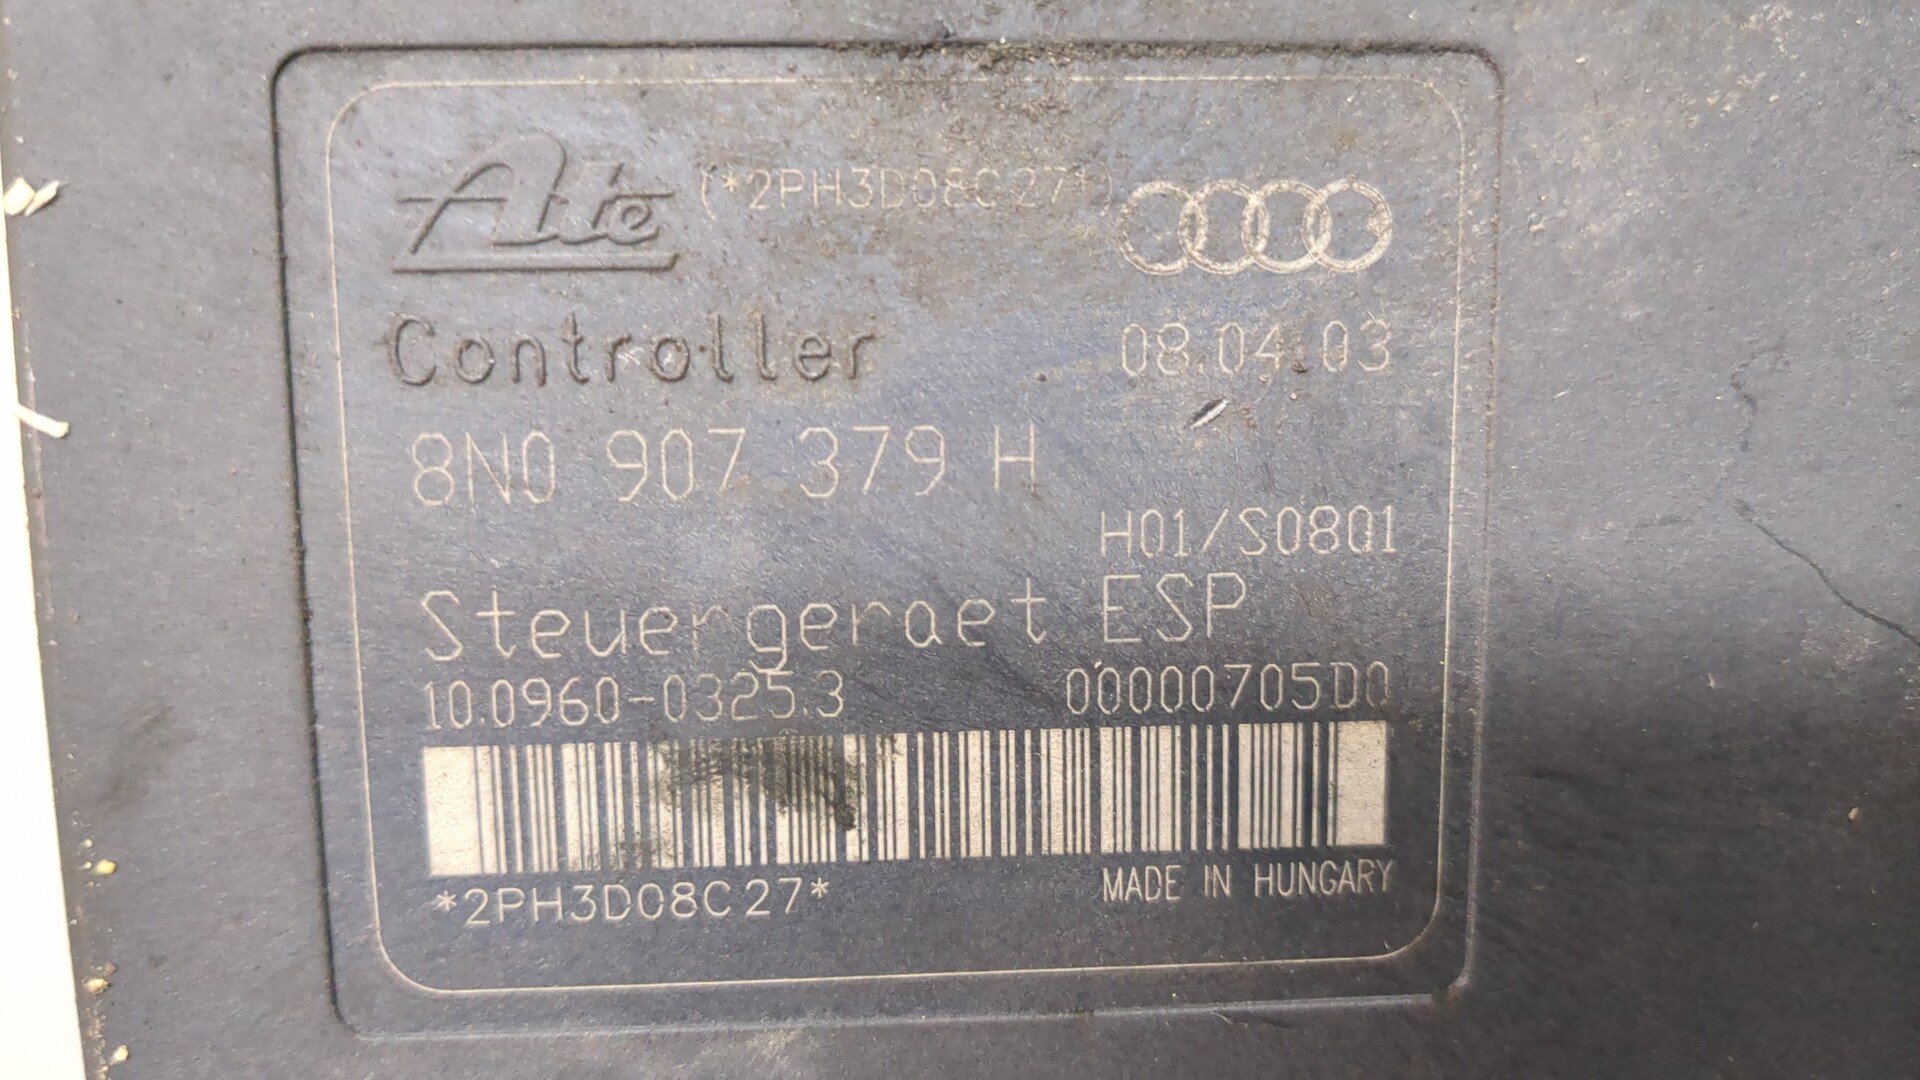 Ate (*2PH3D08C27*)
Controller 08.04.03
8N0 907 379 H
H01/S0801
Steuergeraet ESP
10.0960-0325.3 00000705D0
*2PH3D08C27* MADE IN HUNGARY